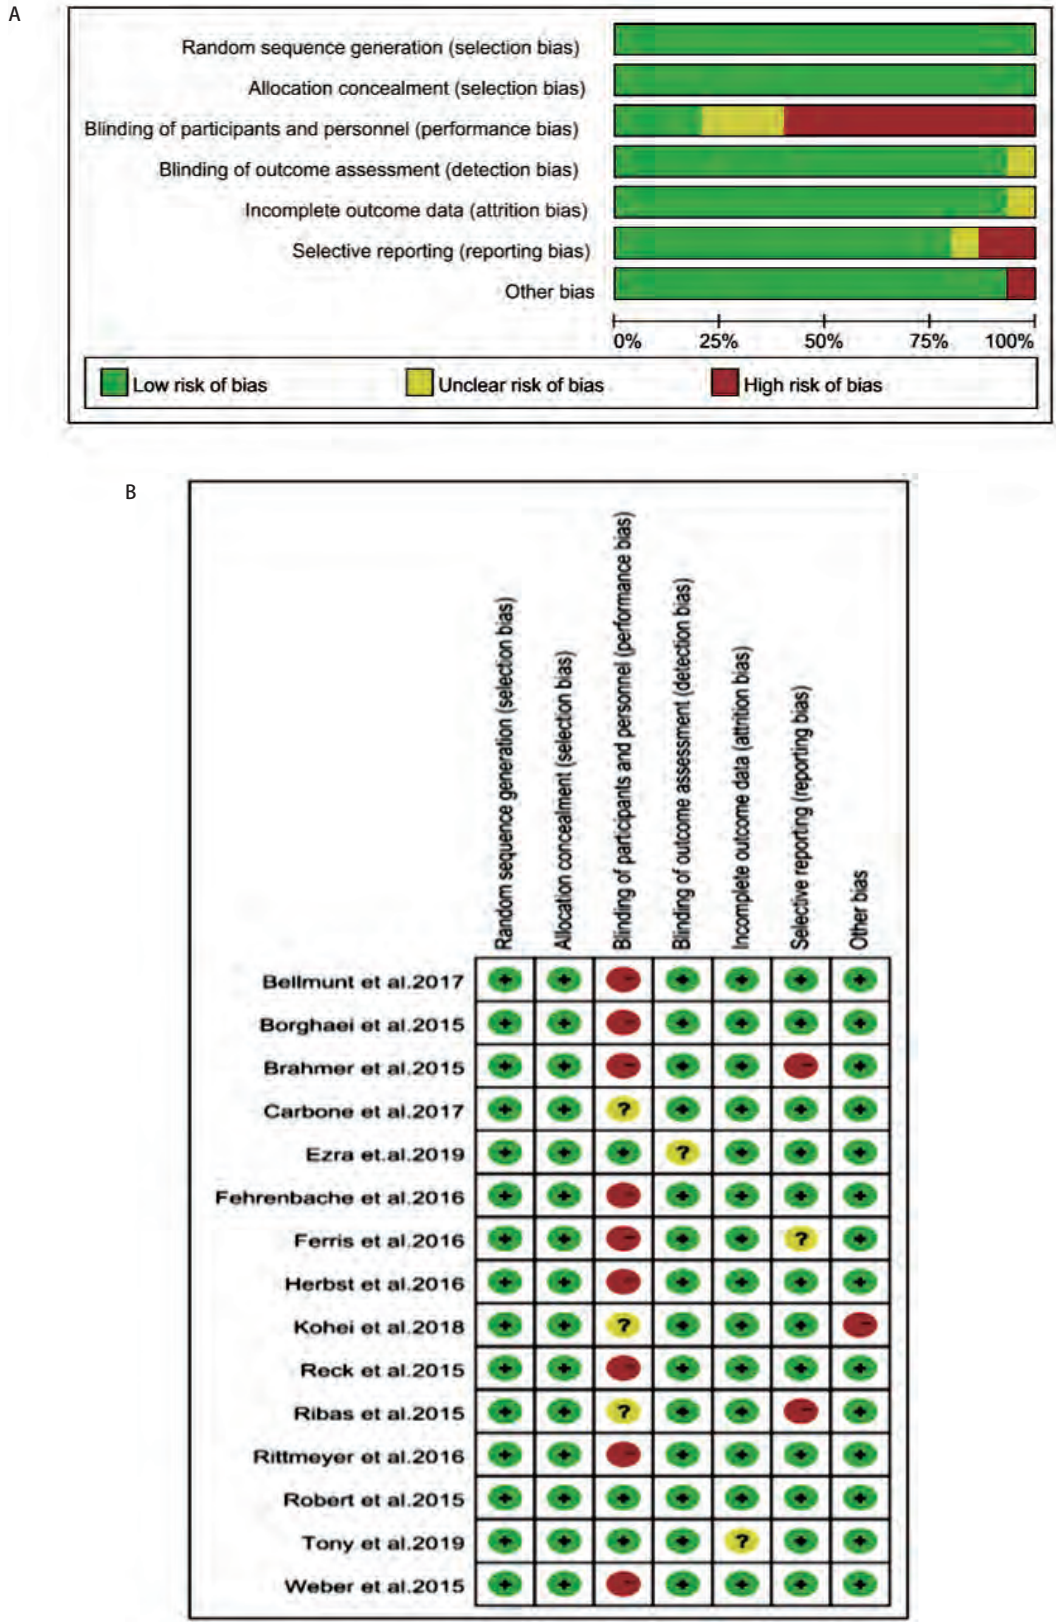 A
Random sequence generation (selection bias)
Allocation concealment (selection bias)
Blinding of participants and personnel (performance bias)
Blinding of outcome assessment (detection bias)
Incomplete outcome data (attrition bias)
Selective reporting (reporting bias)
Other bias
0% 25% 50% 75% 100%
Low risk of bias Unclear risk of bias High risk of bias
B
Random sequence generation (selection bias)
Allocation concealment (selection bias)
Blinding of participants and personnel (performance bias)
Blinding of outcome assessment (detection bias)
Incomplete outcome data (attrition bias)
Selective reporting (reporting bias)
Other bias
Bellmunt et al.2017 + + - + + + +
Borghaei et al.2015 + + - + + + +
Brahmer et al.2015 + + - + + - +
Carbone et al.2017 + + ? + + + +
Ezra et.al.2019 + + + ? + + +
Fehrenbache et al.2016 + + - + + + +
Ferris et al.2016 + + - + + ? +
Herbst et al.2016 + + - + + + +
Kohei et al.2018 + + ? + + + -
Reck et al.2015 + + - + + + +
Ribas et al.2015 + + ? + + - +
Rittmeyer et al.2016 + + - + + + +
Robert et al.2015 + + + + + + +
Tony et al.2019 + + + + ? + +
Weber et al.2015 + + - + + + +